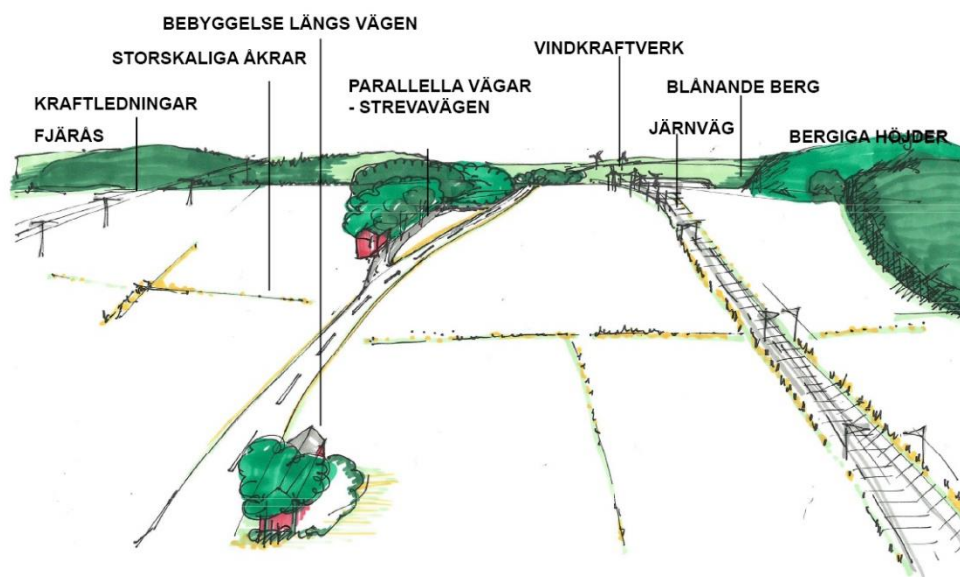 BEBYGGELSE LÄNGS VÄGEN
STORSKALIGA ÅKRAR
KRAFTLEDNINGAR
FJÄRÅS
PARALLELLA VÄGAR
- STREVAVÄGEN
VINDKRAFTVERK
BLÅNANDE BERG
JÄRNVÄG
BERGIGA HÖJDER